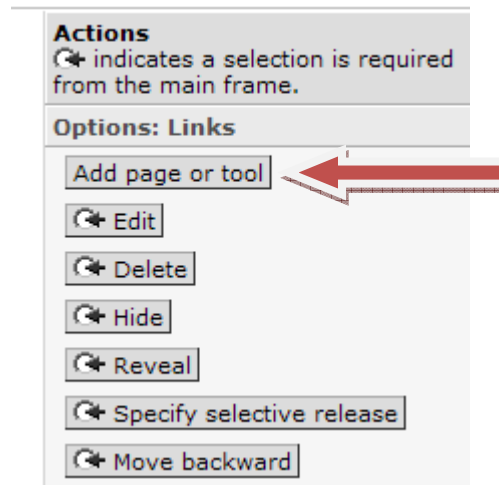 Actions
indicates a selection is required
from the main frame.
Options: Links
Add page or tool
Edit
Delete
Hide
Reveal
Specify selective release
Move backward